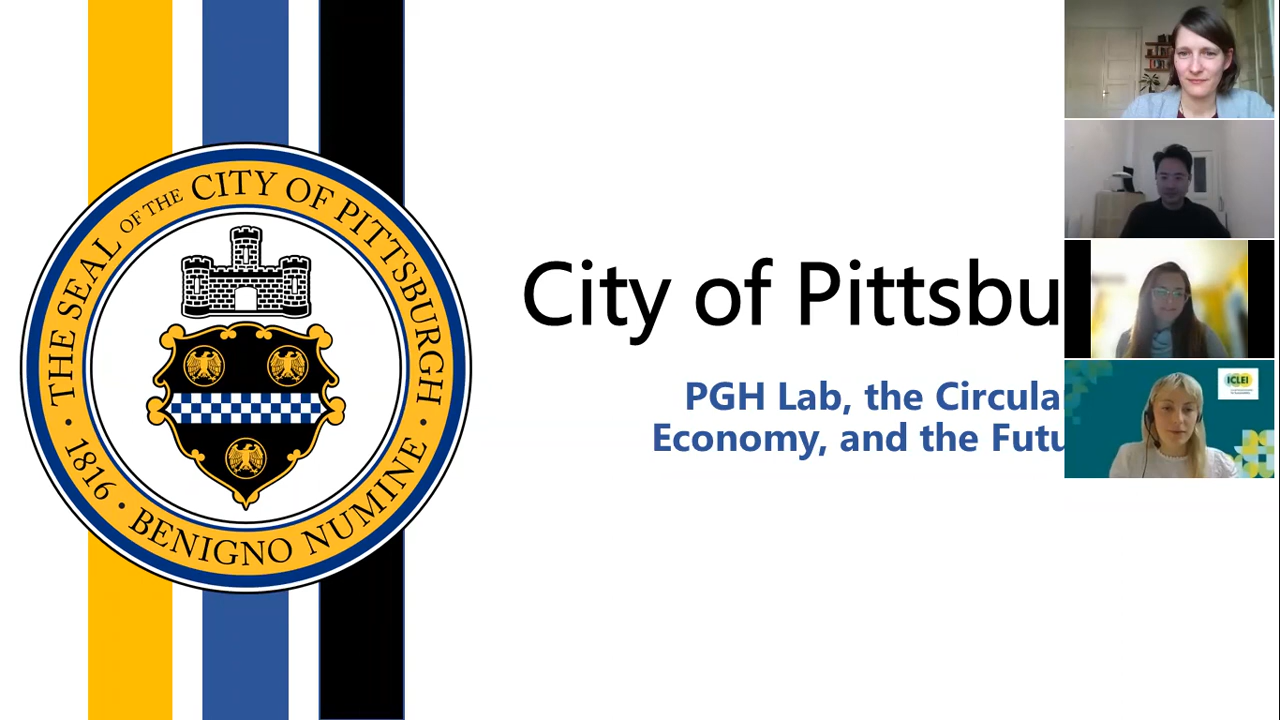 THE SEAL OF THE CITY OF PITTSBURGH
• 1816 • BENIGNO NUMINE •
City of Pittsbu
PGH Lab, the Circula
Economy, and the Futu
ICLEI